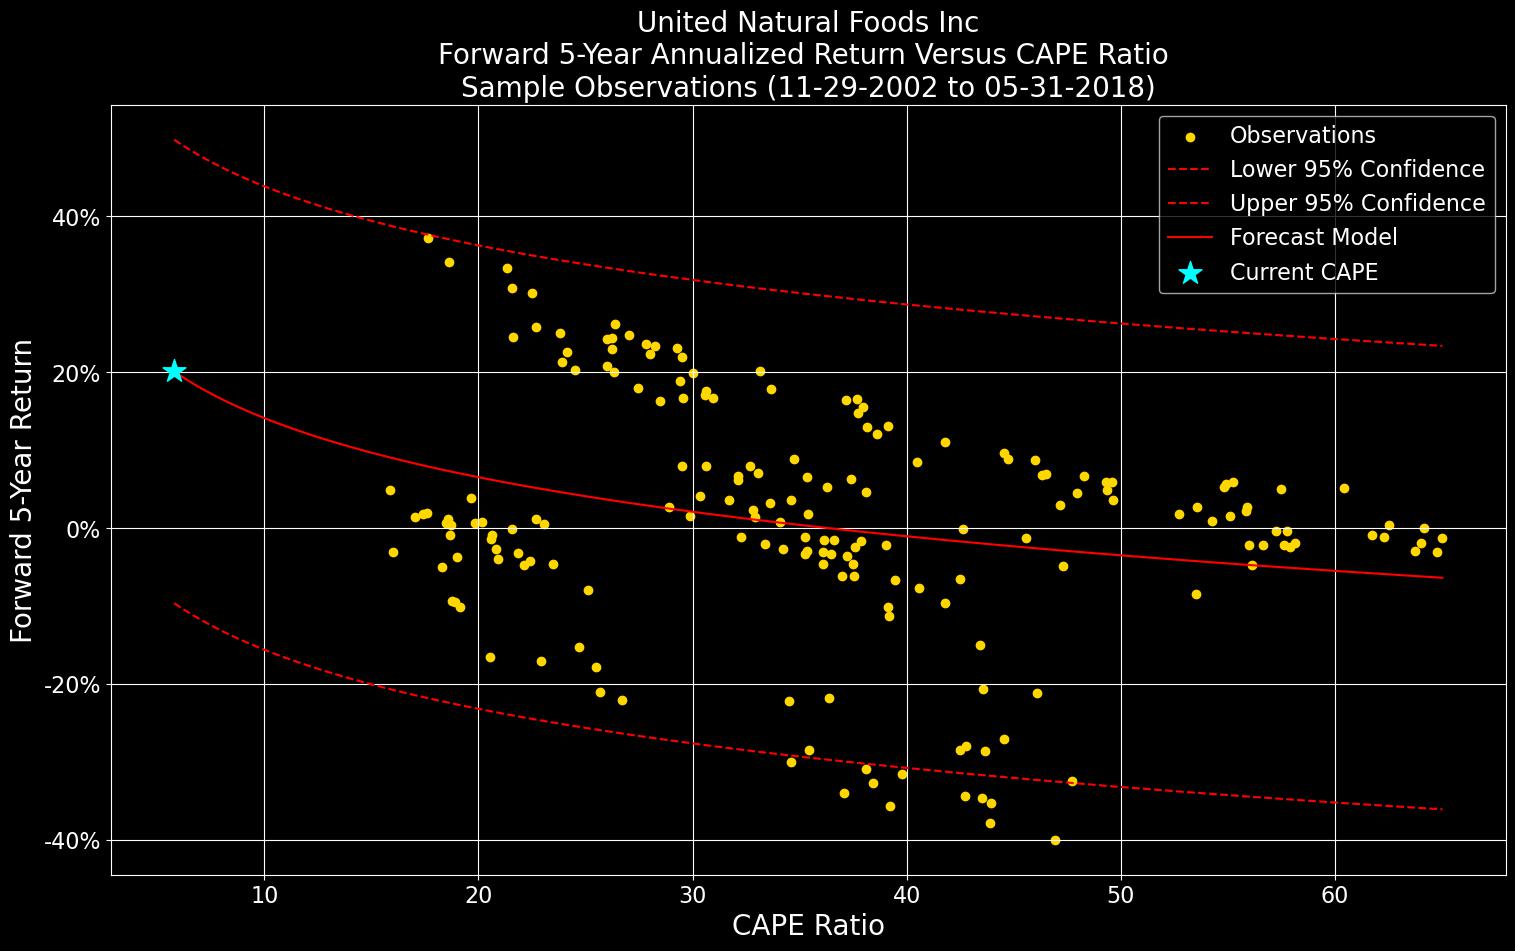 United Natural Foods Inc
Forward 5-Year Annualized Return Versus CAPE Ratio
Sample Observations (11-29-2002 to 05-31-2018)
Observations
Lower 95% Confidence
Upper 95% Confidence
Forecast Model
Current CAPE
Forward 5-Year Return
40%
20%
0%
-20%
-40%
10 20 30 40 50 60
CAPE Ratio